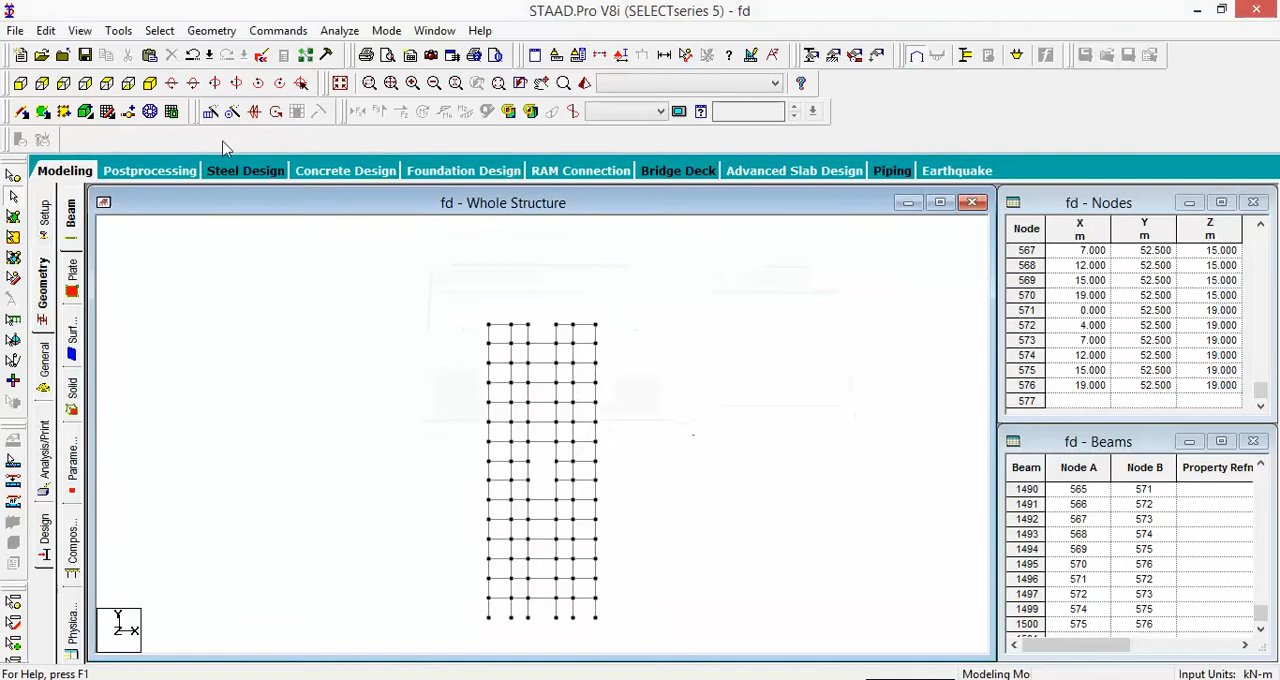 STAAD.Pro V8i (SELECTseries 5) - fd
File Edit View Tools Select Geometry Commands Analyze Mode Window Help
Modeling Postprocessing Steel Design Concrete Design Foundation Design RAM Connection Bridge Deck Advanced Slab Design Piping Earthquake
Setup
Geometry
General
Analysis/Print
Design
Beam
Plate
Surf...
Solid
Parame...
Compos...
Physica...
fd - Whole Structure
Y
Z X
fd - Nodes
Node X m Y m Z m
567 7.000 52.500 15.000
568 12.000 52.500 15.000
569 15.000 52.500 15.000
570 19.000 52.500 15.000
571 0.000 52.500 19.000
572 4.000 52.500 19.000
573 7.000 52.500 19.000
574 12.000 52.500 19.000
575 15.000 52.500 19.000
576 19.000 52.500 19.000
577
fd - Beams
Beam Node A Node B Property Refn
1490 565 571
1491 566 572
1492 567 573
1493 568 574
1494 569 575
1495 570 576
1496 571 572
1497 572 573
1499 574 575
1500 575 576
For Help, press F1
Modeling Mo
Input Units: kN-m